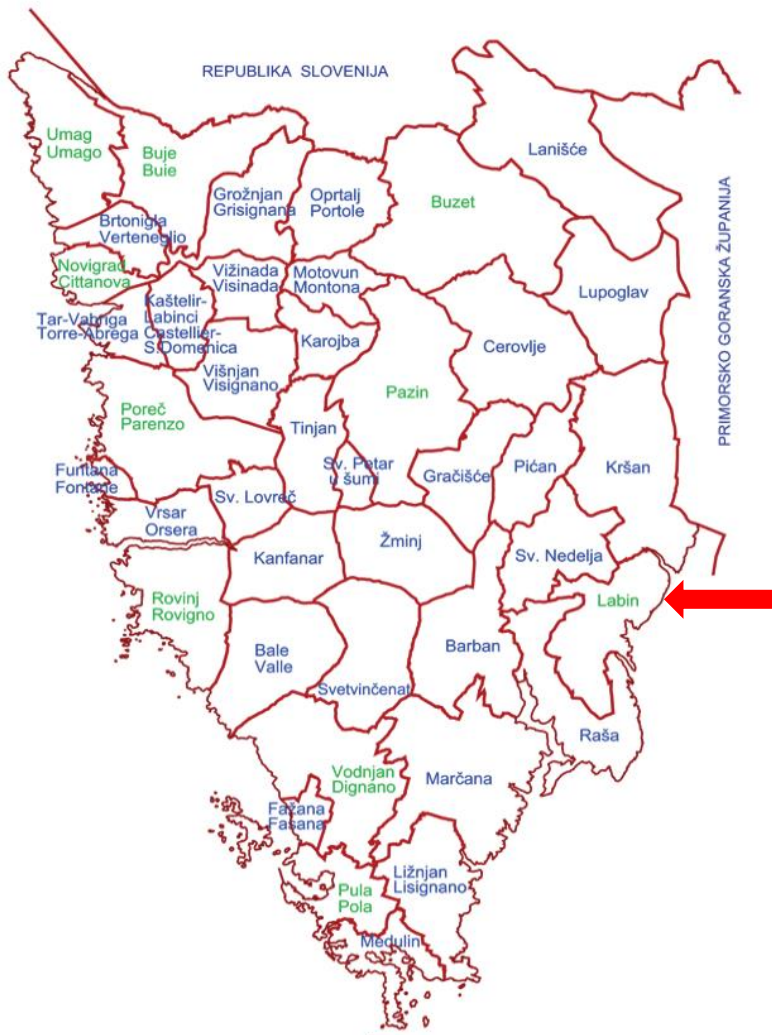 REPUBLIKA SLOVENIJA
Umag
Umago
Buje
Buie
Lanišće
Grožnjan
Grisignana
Oprtalj
Portole
Buzet
Brtonigla
Verteneglio
Novigrad
Cittanova
Vižinada
Visinada
Motovun
Montona
Lupoglav
PRIMORSKO GORANSKA ŽUPANIJA
Tar-Vabriga
Torre-Abrega
Kaštelir-
Labinci
Castellier-
S.Domenica
Karojba
Cerovlje
Višnjan
Visignano
Pazin
Poreč
Parenzo
Tinjan
Sv. Petar
u šumi
Gračišće
Pićan
Kršan
Funtana
Fontane
Sv. Lovreč
Vrsar
Orsera
Kanfanar
Žminj
Sv. Nedelja
Rovinj
Rovigno
Labin
Bale
Valle
Svetvinčenat
Barban
Raša
Vodnjan
Dignano
Marčana
Fažana
Fasana
Ližnjan
Lisignano
Pula
Pola
Medulin